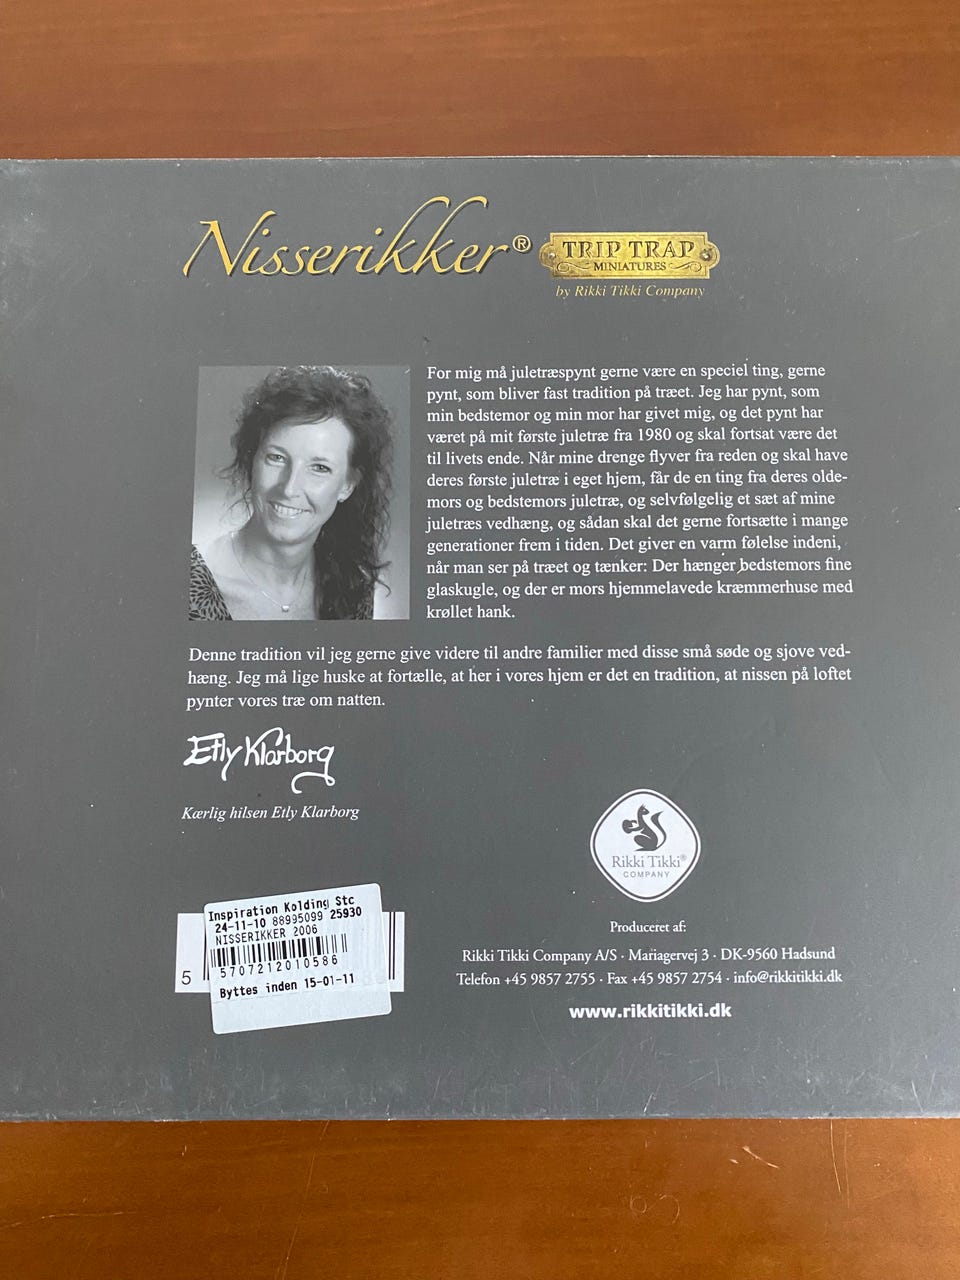 Nisserikker®
TRIP TRAP
MINIATURES
by Rikki Tikki Company
For mig må juletræspynt gerne være en speciel ting, gerne
pynt, som bliver fast tradition på træet. Jeg har pynt, som
min bedstemor og min mor har givet mig, og det pynt har
været på mit første juletræ fra 1980 og skal fortsat være det
til livets ende. Når mine drenge flyver fra reden og skal have
deres første juletræ i eget hjem, får de en ting fra deres olde-
mors og bedstemors juletræ, og selvfølgelig et sæt af mine
juletræs vedhæng, og sådan skal det gerne fortsætte i mange
generationer frem i tiden. Det giver en varm følelse indeni,
når man ser på træet og tænker: Der hænger bedstemors fine
glaskugle, og der er mors hjemmelavede kræmmerhuse med
krøllet hank.
Denne tradition vil jeg gerne give videre til andre familier med disse små søde og sjove ved-
hæng. Jeg må lige huske at fortælle, at her i vores hjem er det en tradition, at nissen på loftet
pynter vores træ om natten.
Etly Klarborg
Kærlig hilsen Etly Klarborg
Rikki Tikki®
COMPANY
Inspiration Kolding Stc
24-11-10 88995099 25930
NISSERIKKER 2006
5707212010586
Byttes inden 15-01-11
5
Produceret af:
Rikki Tikki Company A/S · Mariagervej 3 · DK-9560 Hadsund
Telefon +45 9857 2755 · Fax +45 9857 2754 · info@rikkitikki.dk
www.rikkitikki.dk